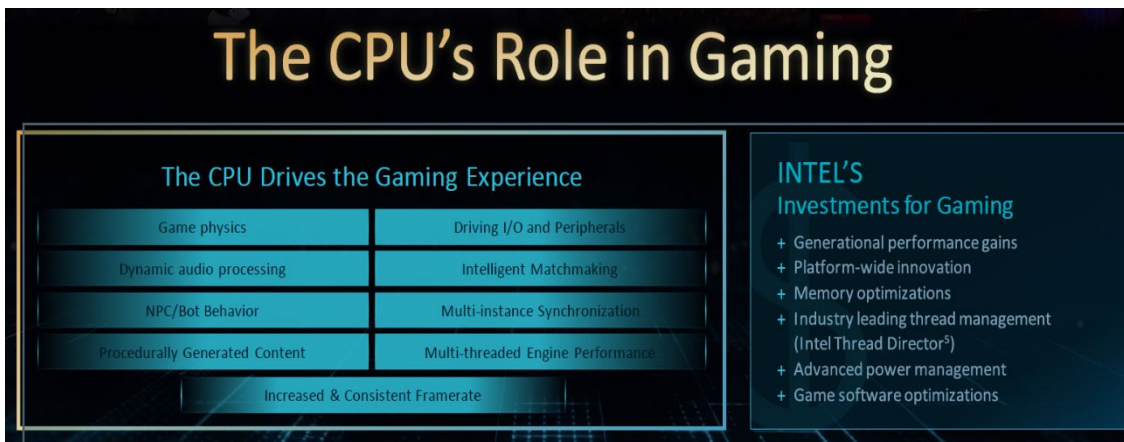 The CPU's Role in Gaming
The CPU Drives the Gaming Experience
Game physics
Driving I/O and Peripherals
Dynamic audio processing
Intelligent Matchmaking
NPC/Bot Behavior
Multi-instance Synchronization
Procedurally Generated Content
Multi-threaded Engine Performance
Increased & Consistent Framerate
INTEL'S
Investments for Gaming
+ Generational performance gains
+ Platform-wide innovation
+ Memory optimizations
+ Industry leading thread management
(Intel Thread Director⁵)
+ Advanced power management
+ Game software optimizations